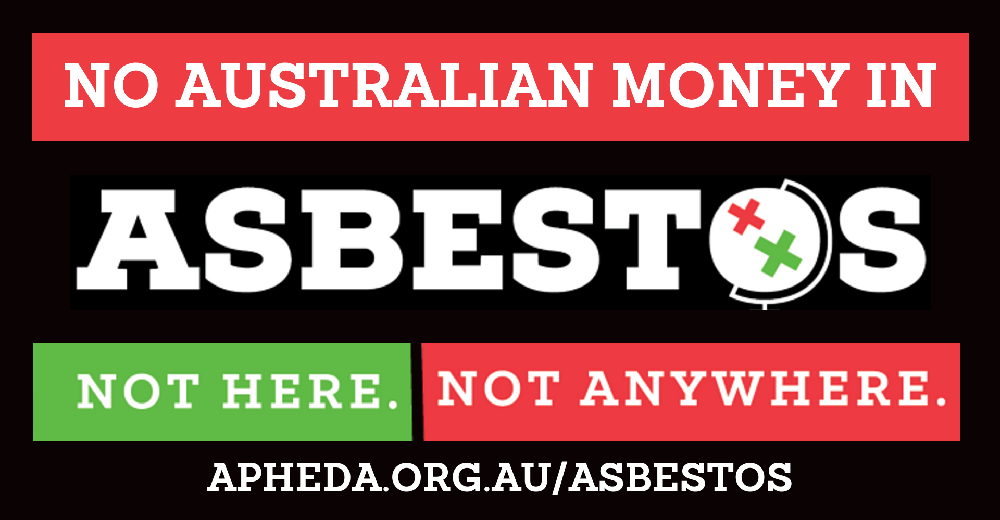 NO AUSTRALIAN MONEY IN
ASBESTOS
NOT HERE. NOT ANYWHERE.
APHEDA.ORG.AU/ASBESTOS